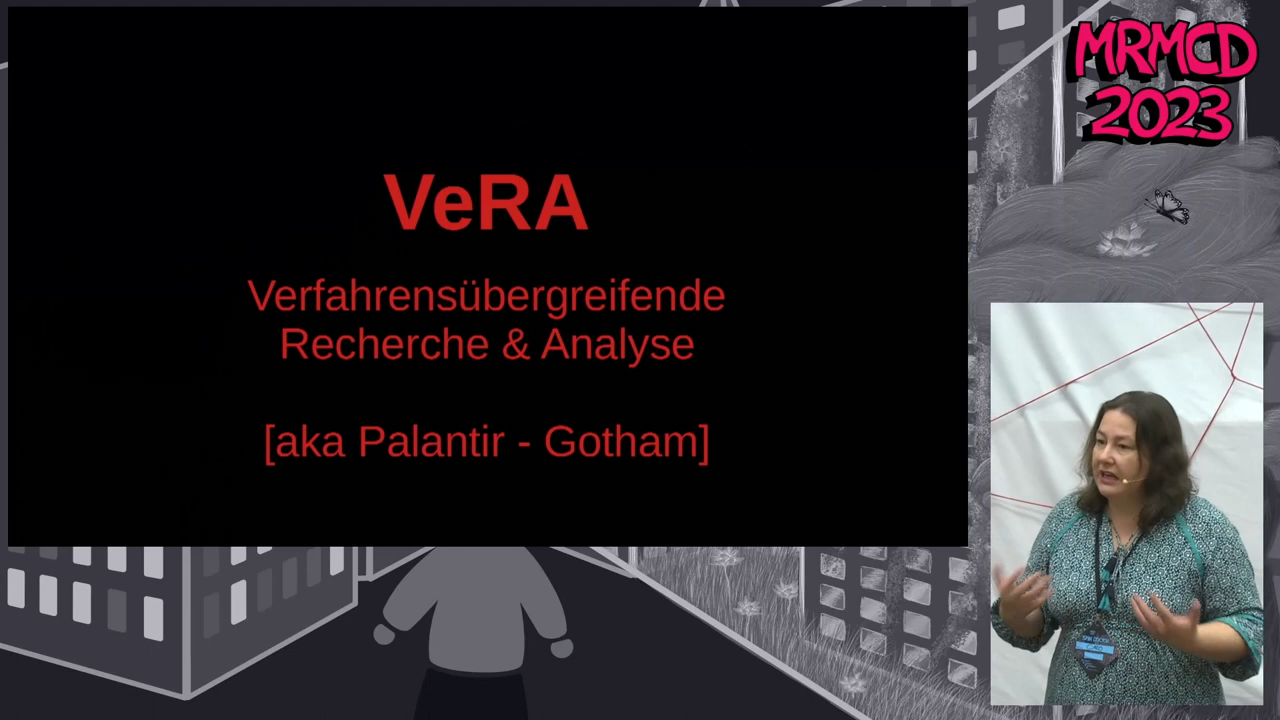 VeRA
Verfahrensübergreifende
Recherche & Analyse
[aka Palantir - Gotham]
MRMCD
2023